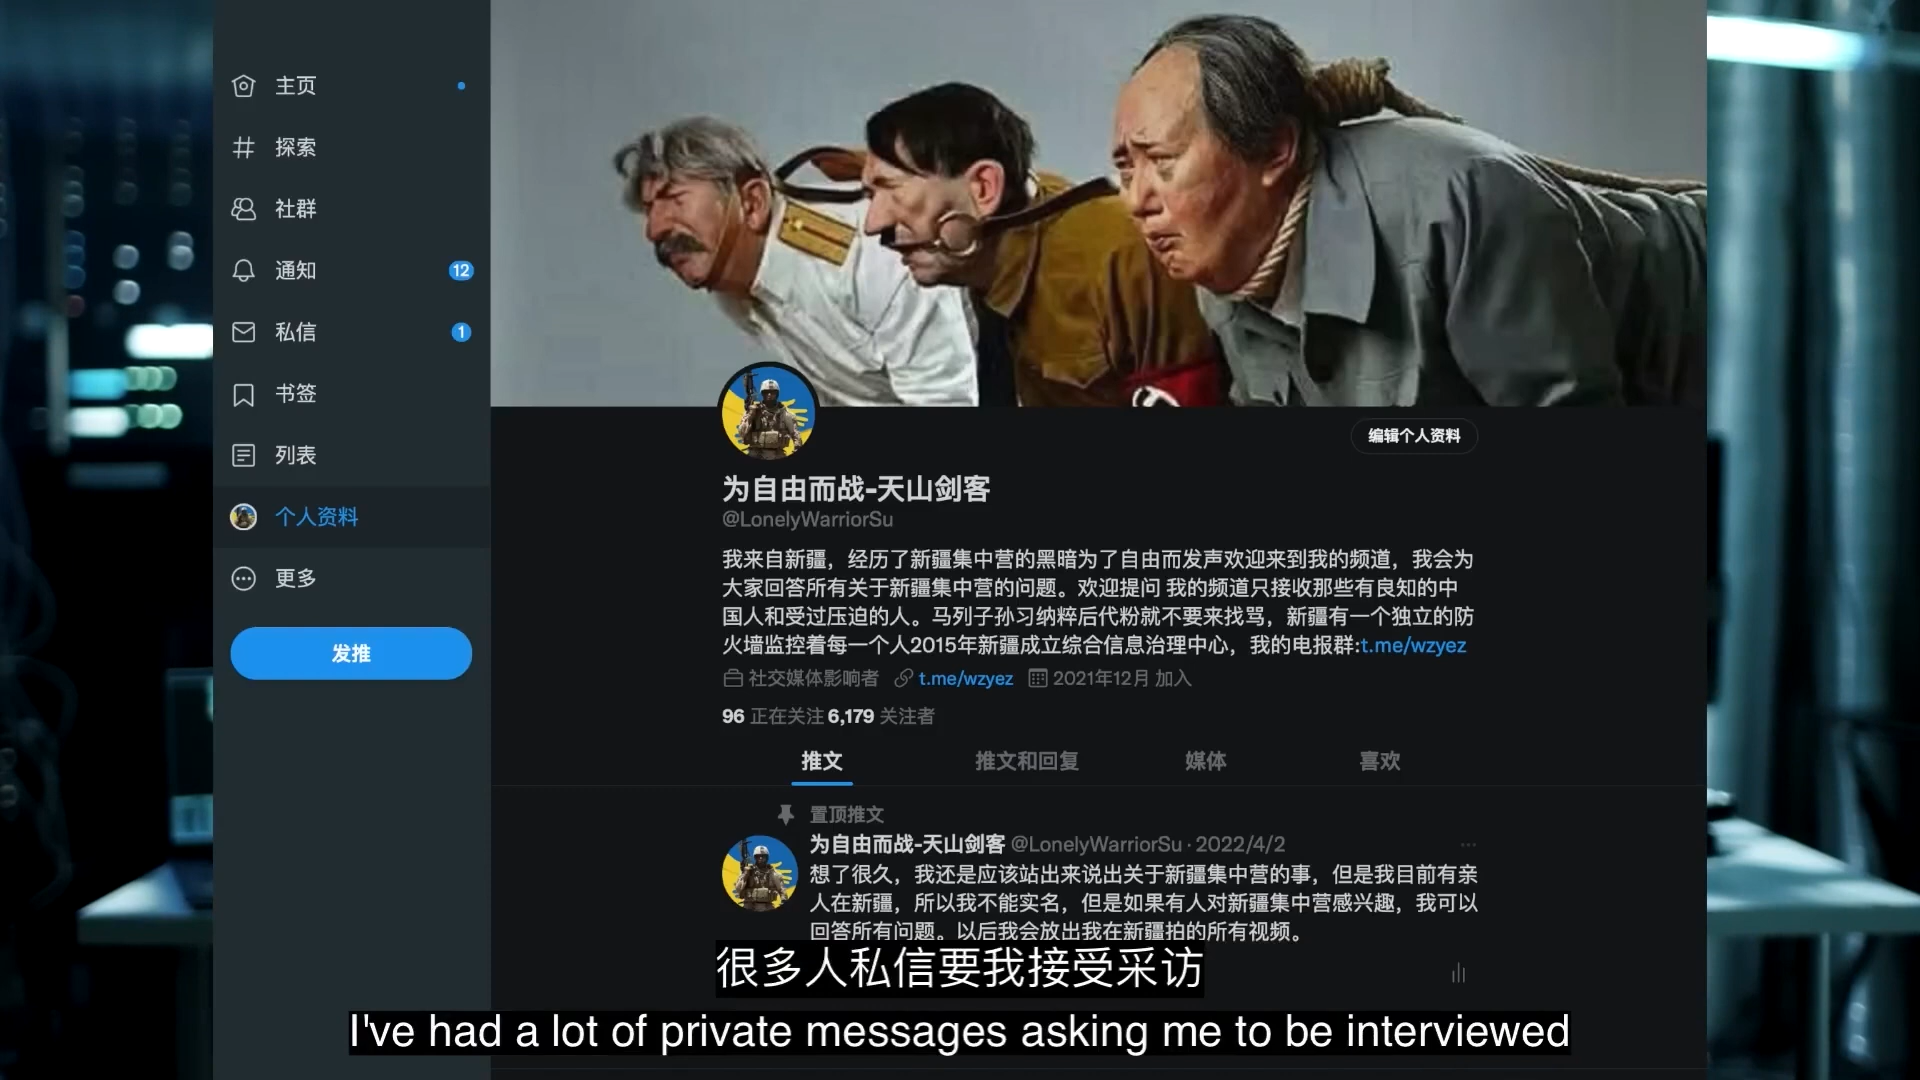 主页
探索
社群
通知
12
私信
1
书签
列表
个人资料
更多
发推
编辑个人资料
为自由而战-天山剑客
@LonelyWarriorSu
我来自新疆，经历了新疆集中营的黑暗为了自由而发声欢迎来到我的频道，我会为
大家回答所有关于新疆集中营的问题。欢迎提问 我的频道只接收那些有良知的中
国人和受过压迫的人。马列子孙习纳粹后代粉就不要来找骂，新疆有一个独立的防
火墙监控着每一个人2015年新疆成立综合信息治理中心，我的电报群:t.me/wzyez
社交媒体影响者 t.me/wzyez 2021年12月 加入
96 正在关注 6,179 关注者
推文 推文和回复 媒体 喜欢
置顶推文
为自由而战-天山剑客 @LonelyWarriorSu · 2022/4/2
想了很久，我还是应该站出来说出关于新疆集中营的事，但是我目前有亲
人在新疆，所以我不能实名，但是如果有人对新疆集中营感兴趣，我可以
回答所有问题。以后我会放出我在新疆拍的所有视频。
很多人私信要我接受采访
I've had a lot of private messages asking me to be interviewed